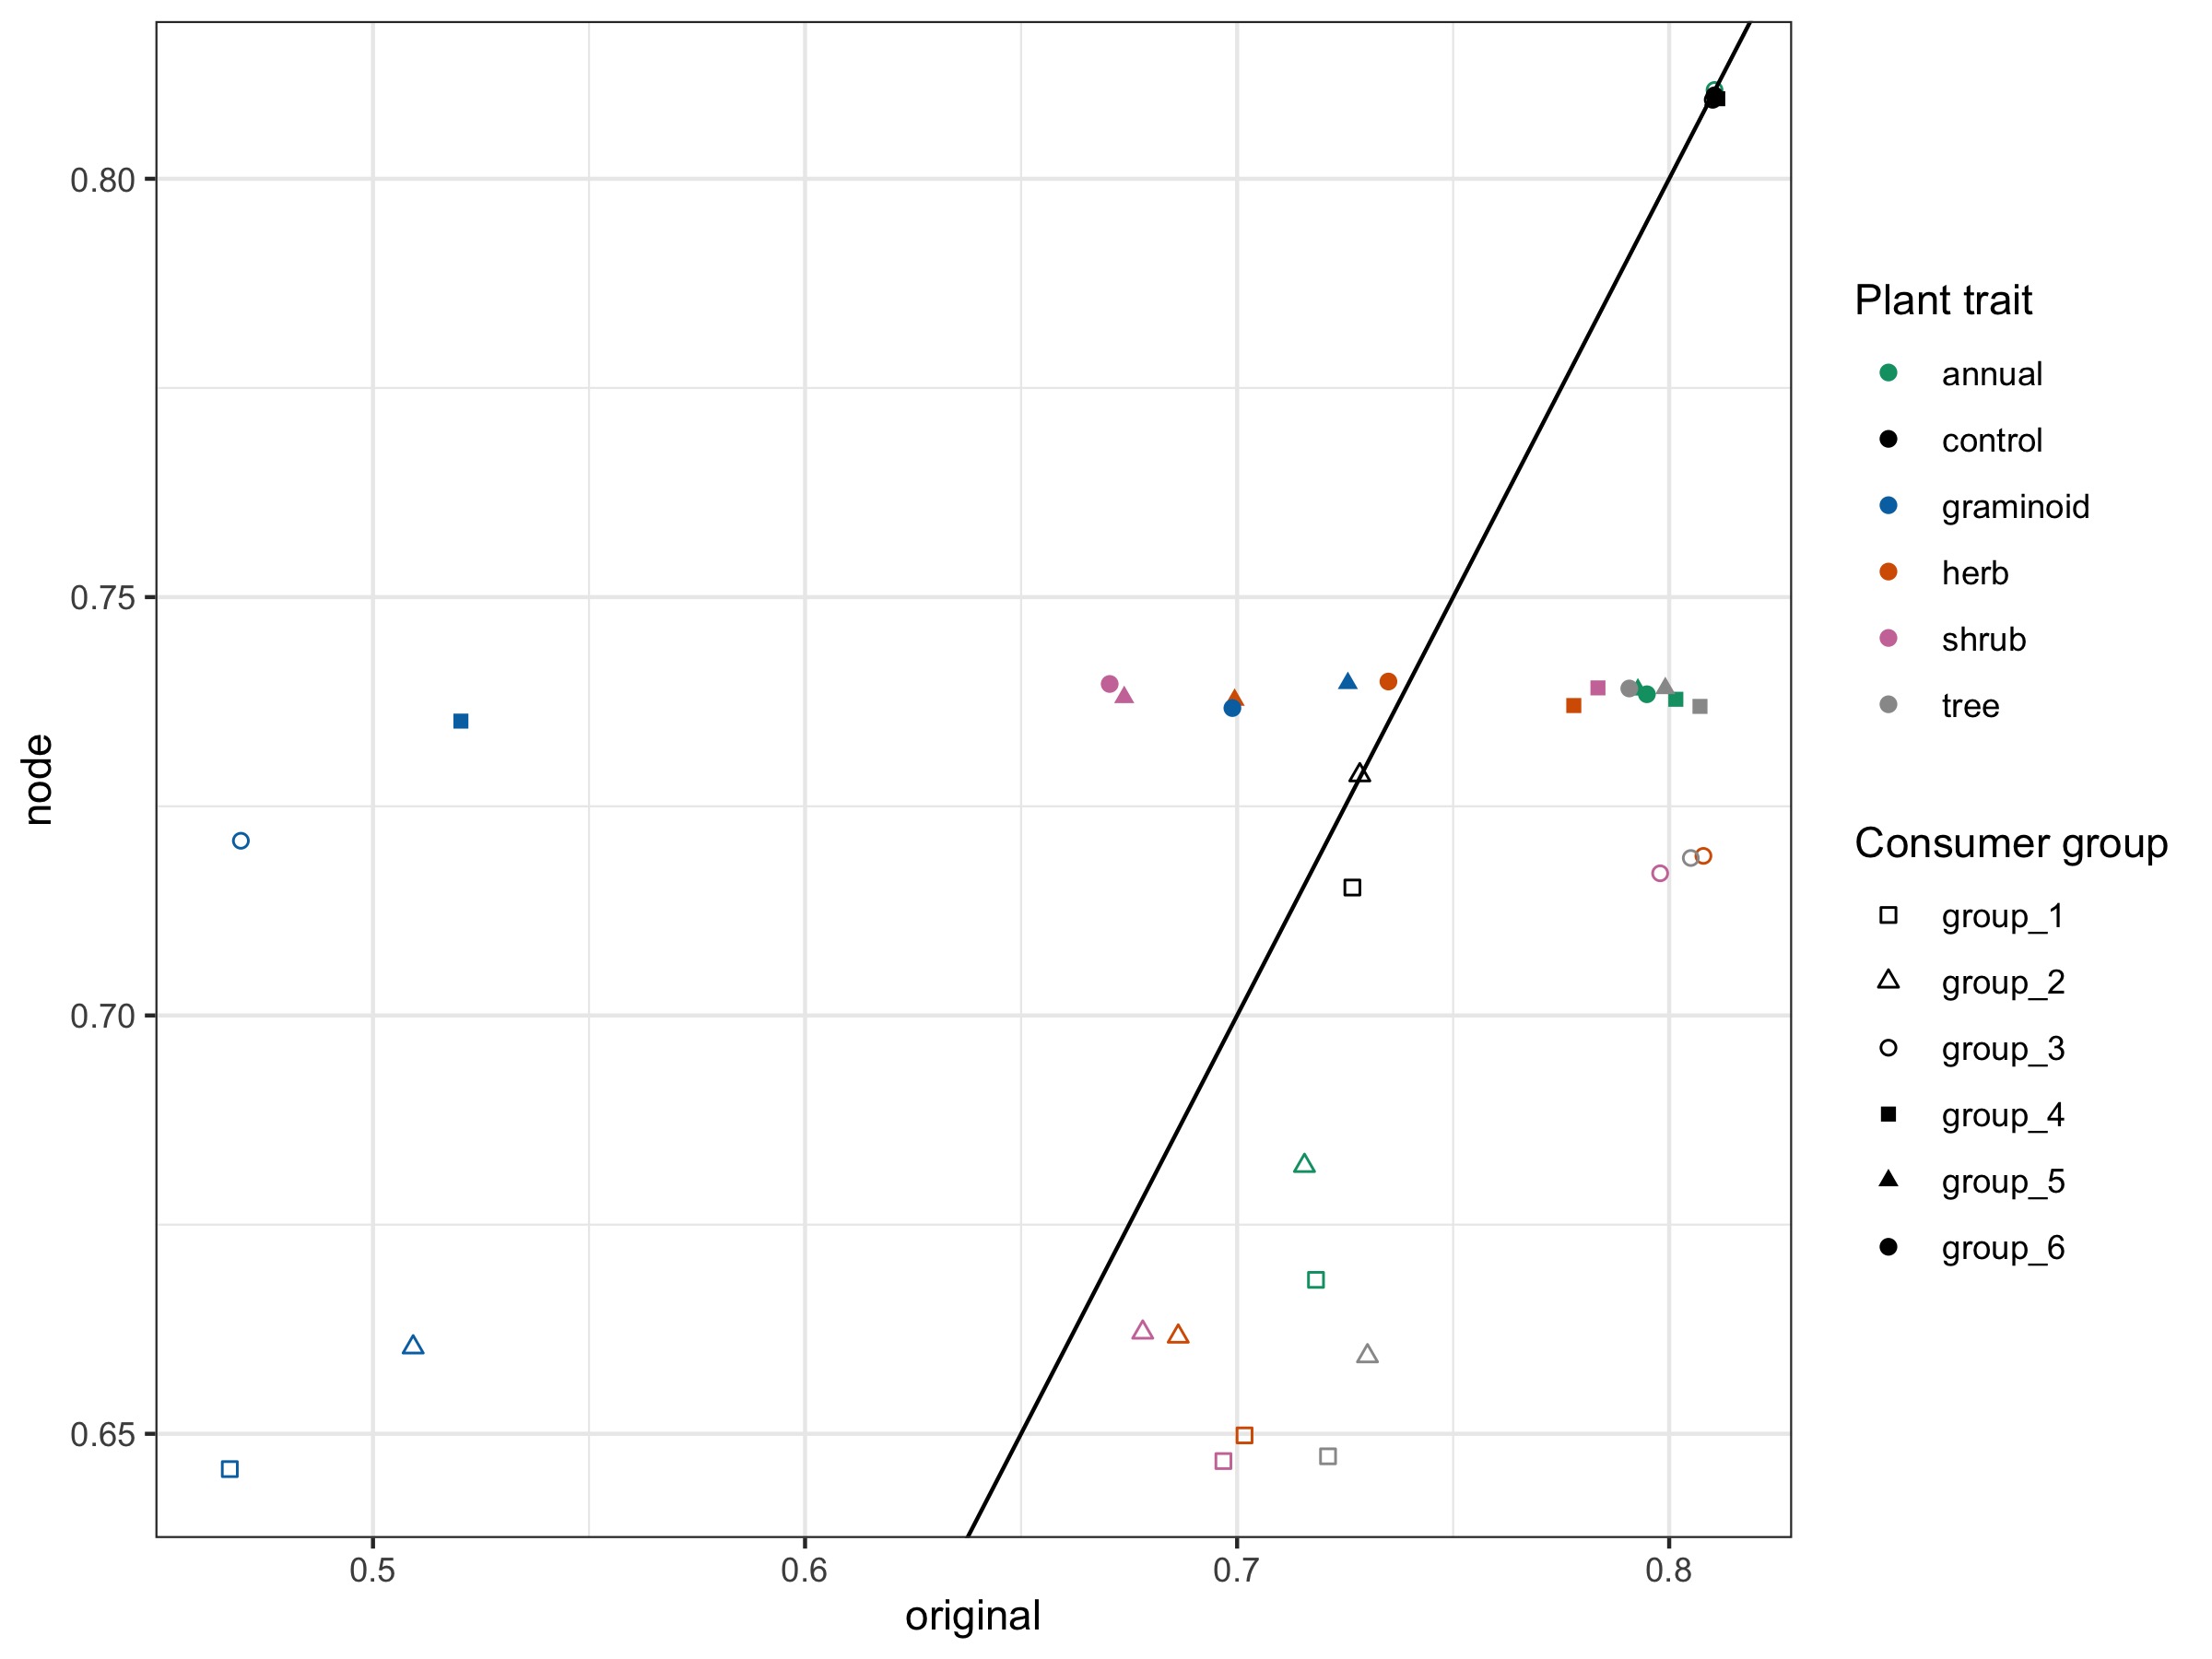 0.80
0.75
0.70
0.65
node
0.5
0.6
0.7
0.8
original
Plant trait
annual
control
graminoid
herb
shrub
tree
Consumer group
group_1
group_2
group_3
group_4
group_5
group_6